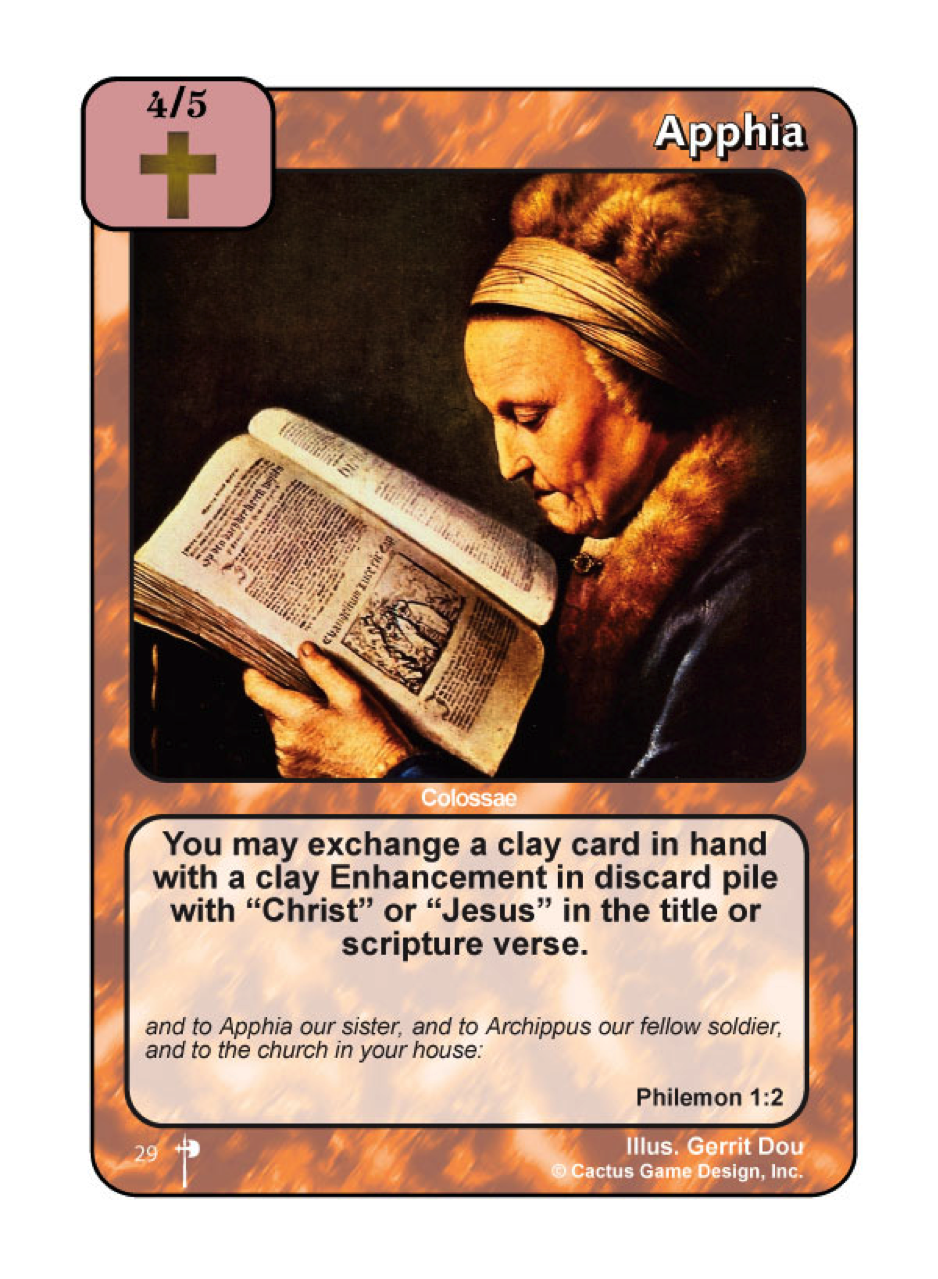 4/5
Apphia
Colossae
You may exchange a clay card in hand
with a clay Enhancement in discard pile
with “Christ” or “Jesus” in the title or
scripture verse.
and to Apphia our sister, and to Archippus our fellow soldier,
and to the church in your house:
Philemon 1:2
29
Illus. Gerrit Dou
© Cactus Game Design, Inc.